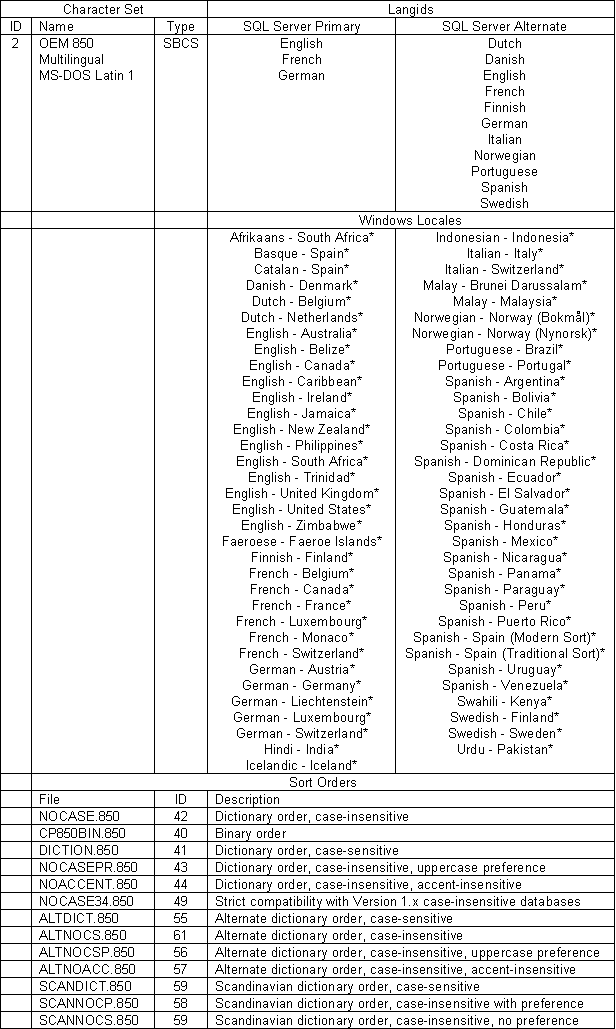 Character Set Langids
ID Name Type SQL Server Primary SQL Server Alternate
2 OEM 850 SBCS English Dutch
Multilingual French Danish
MS-DOS Latin 1 German English
French
Finnish
German
Italian
Norwegian
Portuguese
Spanish
Swedish
Windows Locales
Afrikaans - South Africa* Indonesian - Indonesia*
Basque - Spain* Italian - Italy*
Catalan - Spain* Italian - Switzerland*
Danish - Denmark* Malay - Brunei Darussalam*
Dutch - Belgium* Malay - Malaysia*
Dutch - Netherlands* Norwegian - Norway (Bokmål)*
English - Australia* Norwegian - Norway (Nynorsk)*
English - Belize* Portuguese - Brazil*
English - Canada* Portuguese - Portugal*
English - Caribbean* Spanish - Argentina*
English - Ireland* Spanish - Bolivia*
English - Jamaica* Spanish - Chile*
English - New Zealand* Spanish - Colombia*
English - Philippines* Spanish - Costa Rica*
English - South Africa* Spanish - Dominican Republic*
English - Trinidad* Spanish - Ecuador*
English - United Kingdom* Spanish - El Salvador*
English - United States* Spanish - Guatemala*
English - Zimbabwe* Spanish - Honduras*
Faeroese - Faeroe Islands* Spanish - Mexico*
Finnish - Finland* Spanish - Nicaragua*
French - Belgium* Spanish - Panama*
French - Canada* Spanish - Paraguay*
French - France* Spanish - Peru*
French - Luxembourg* Spanish - Puerto Rico*
French - Monaco* Spanish - Spain (Modern Sort)*
French - Switzerland* Spanish - Spain (Traditional Sort)*
German - Austria* Spanish - Uruguay*
German - Germany* Spanish - Venezuela*
German - Liechtenstein* Swahili - Kenya*
German - Luxembourg* Swedish - Finland*
German - Switzerland* Swedish - Sweden*
Hindi - India* Urdu - Pakistan*
Icelandic - Iceland*
Sort Orders
File ID Description
NOCASE.850 42 Dictionary order, case-insensitive
CP850BIN.850 40 Binary order
DICTION.850 41 Dictionary order, case-sensitive
NOCASEPR.850 43 Dictionary order, case-insensitive, uppercase preference
NOACCENT.850 44 Dictionary order, case-insensitive, accent-insensitive
NOCASE34.850 49 Strict compatibility with Version 1.x case-insensitive databases
ALTDICT.850 55 Alternate dictionary order, case-sensitive
ALTNOCS.850 61 Alternate dictionary order, case-insensitive
ALTNOCSP.850 56 Alternate dictionary order, case-insensitive, uppercase preference
ALTNOACC.850 57 Alternate dictionary order, case-insensitive, accent-insensitive
SCANDICT.850 59 Scandinavian dictionary order, case-sensitive
SCANNOCP.850 58 Scandinavian dictionary order, case-insensitive with preference
SCANNOCS.850 59 Scandinavian dictionary order, case-insensitive, no preference